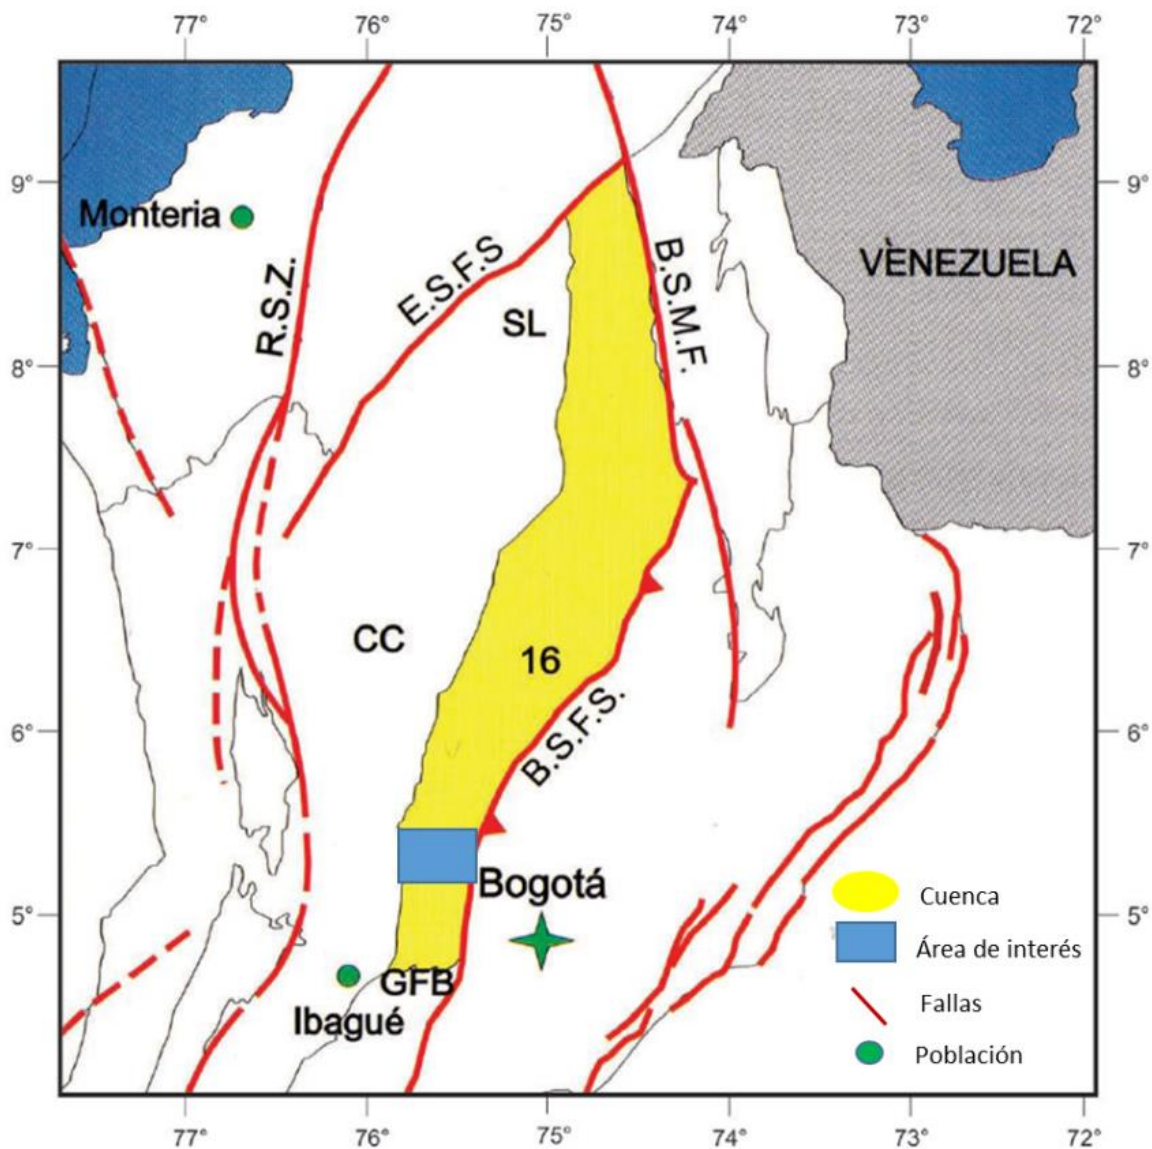 77° 76° 75° 74° 73° 72°
9° 9°
Monteria
VENEZUELA
R.S.Z.
E.S.F.S
B.S.M.F.
SL
8° 8°
7° 7°
CC
16
B.S.F.S.
6° 6°
Bogotá
5° 5°
GFB
Ibagué
Cuenca
Área de interés
Fallas
Población
77° 76° 75° 74° 73° 72°